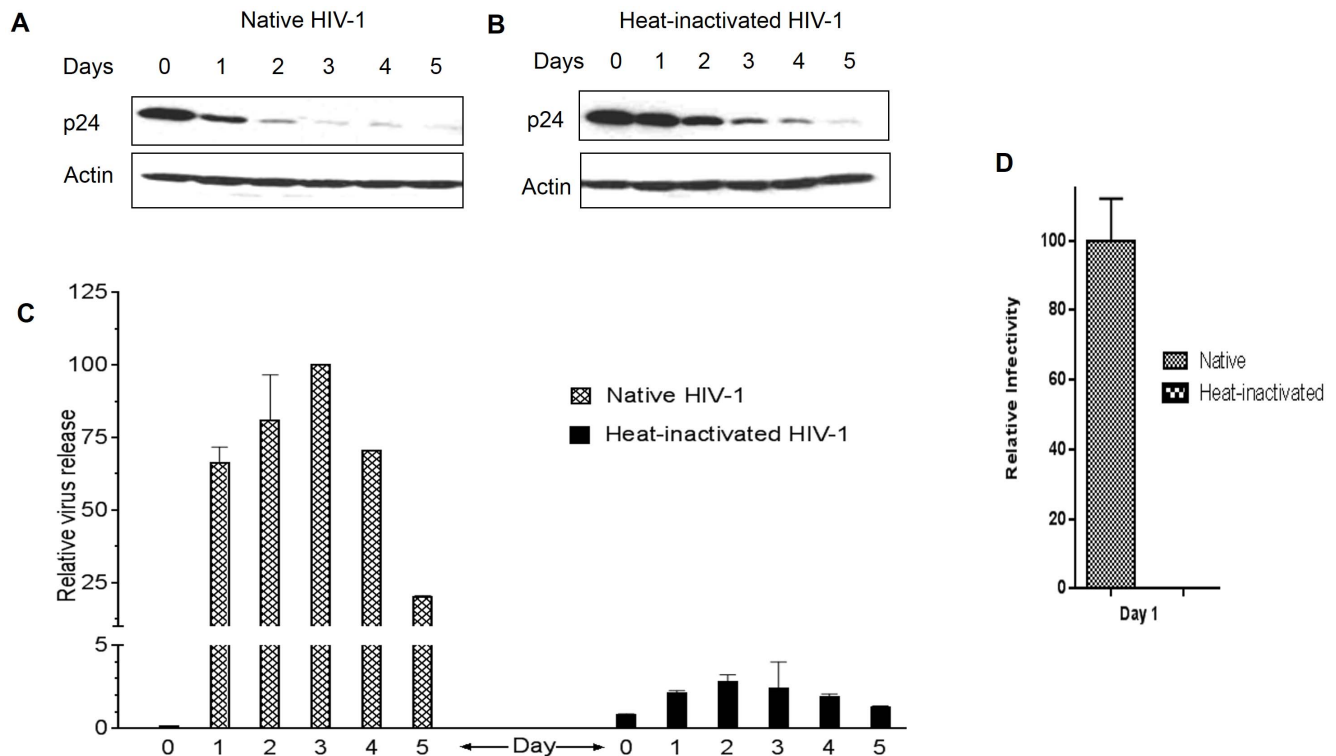 A
Native HIV-1
Days 0 1 2 3 4 5
p24
Actin
B
Heat-inactivated HIV-1
Days 0 1 2 3 4 5
p24
Actin
C
Relative virus release
125
100
75
50
25
5
0
Native HIV-1
Heat-inactivated HIV-1
0 1 2 3 4 5 Day 0 1 2 3 4 5
D
Relative Infectivity
100
80
60
40
20
0
Native
Heat-inactivated
Day 1